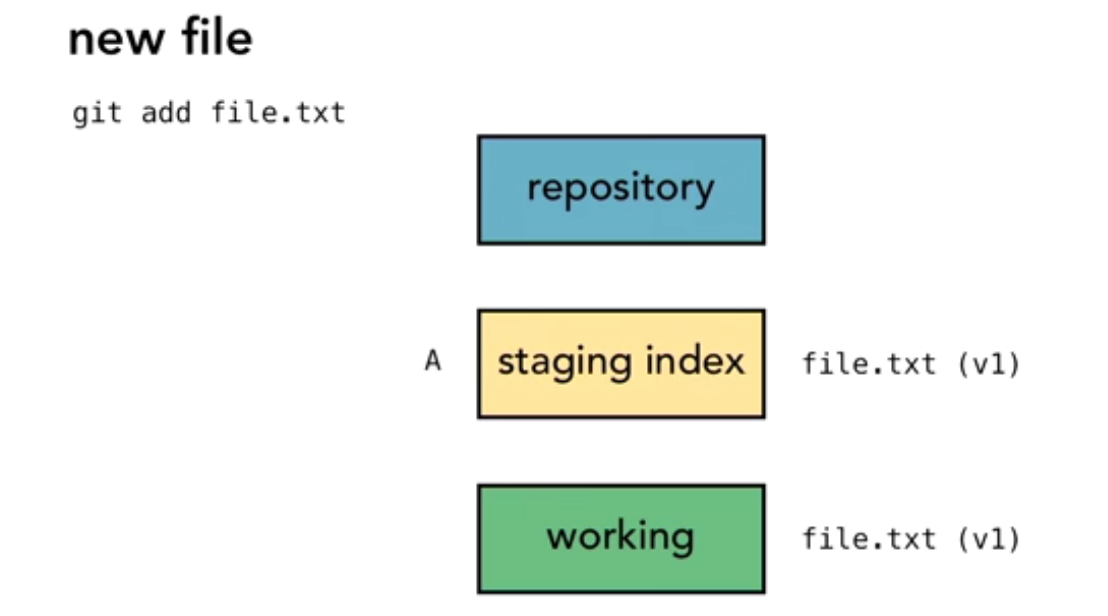 new file
git add file.txt
repository
A
staging index
file.txt (v1)
working
file.txt (v1)